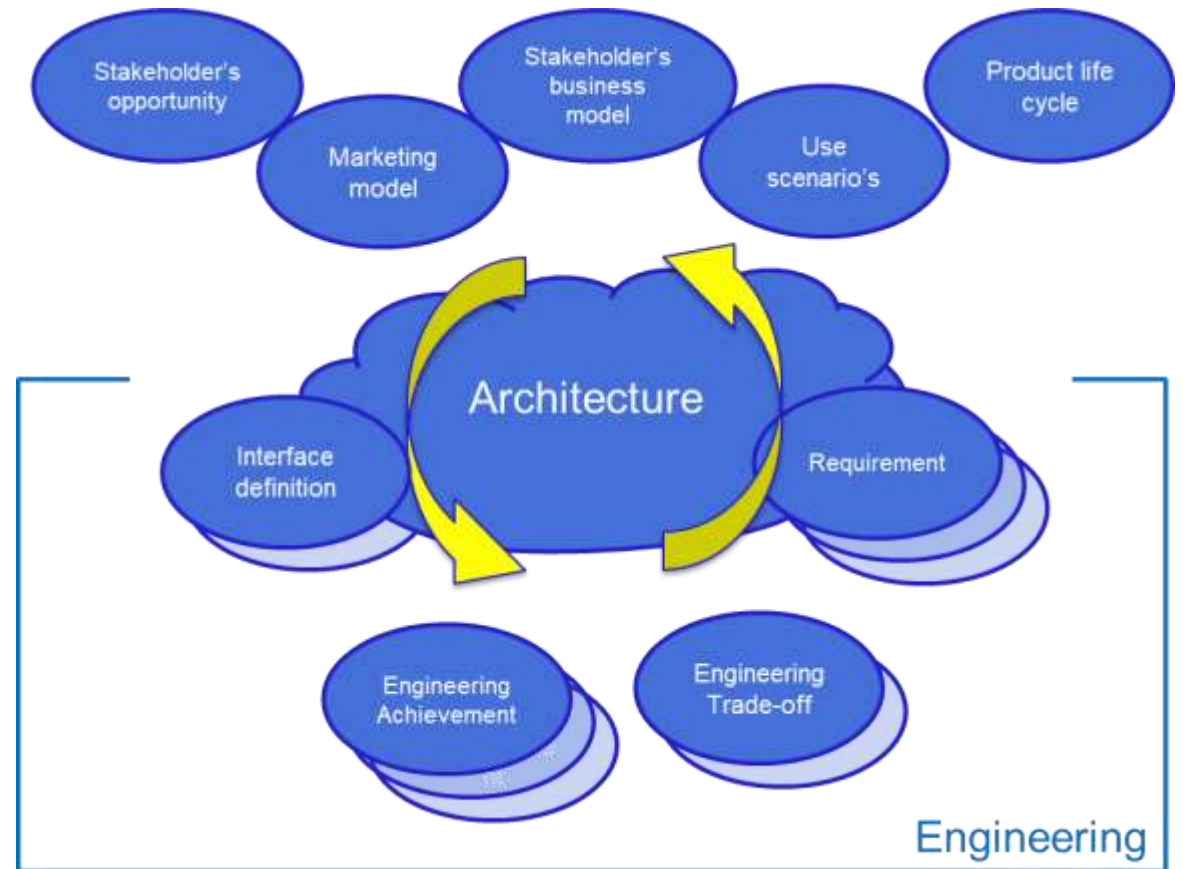 Stakeholder's
opportunity
Marketing
model
Stakeholder's
business
model
Use
scenario's
Product life
cycle
Architecture
Interface
definition
Requirement
Engineering
Achievement
Engineering
Trade-off
Engineering